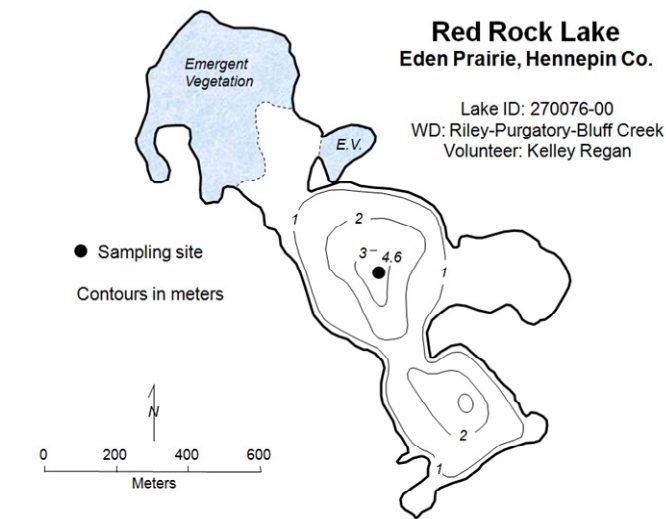 Red Rock Lake
Eden Prairie, Hennepin Co.
Lake ID: 270076-00
WD: Riley-Purgatory-Bluff Creek
Volunteer: Kelley Regan
Emergent
Vegetation
E.V.
1
2
3
4.6
1
Sampling site
Contours in meters
2
1
N
0 200 400 600
Meters